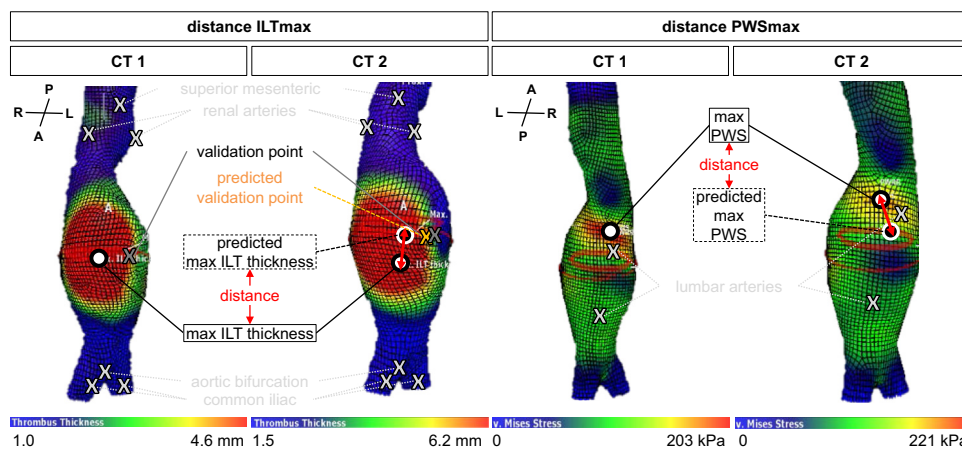 distance ILTmax
distance PWSmax
CT 1
CT 2
CT 1
CT 2
P
R L
A
superior mesenteric
renal arteries
validation point
predicted
validation point
A
A
Max.
predicted
max ILT thickness
distance
max ILT thickness
aortic bifurcation
common iliac
A
L R
P
max
PWS
distance
predicted
max
PWS
lumbar arteries
Thrombus Thickness
1.0 4.6 mm
Thrombus Thickness
1.5 6.2 mm
v. Mises Stress
0 203 kPa
v. Mises Stress
0 221 kPa